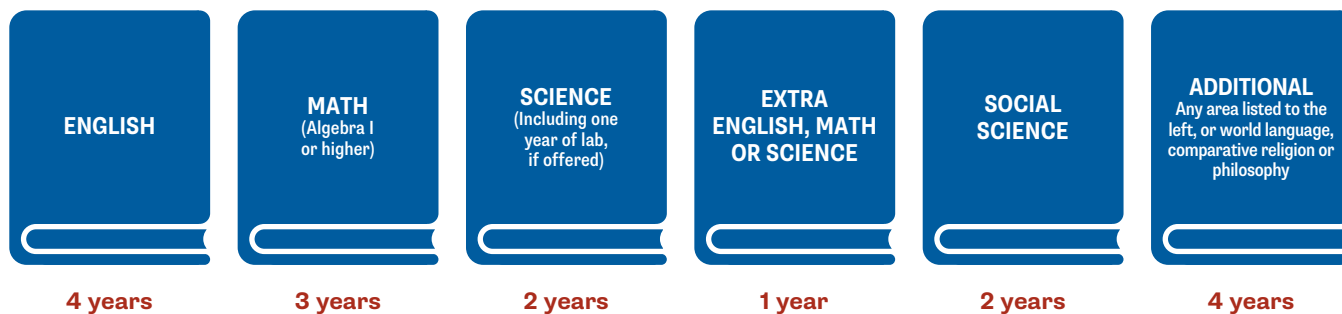 ENGLISH
4 years
MATH
(Algebra I
or higher)
3 years
SCIENCE
(Including one
year of lab,
if offered)
2 years
EXTRA
ENGLISH, MATH
OR SCIENCE
1 year
SOCIAL
SCIENCE
2 years
ADDITIONAL
Any area listed to the
left, or world language,
comparative religion or
philosophy
4 years